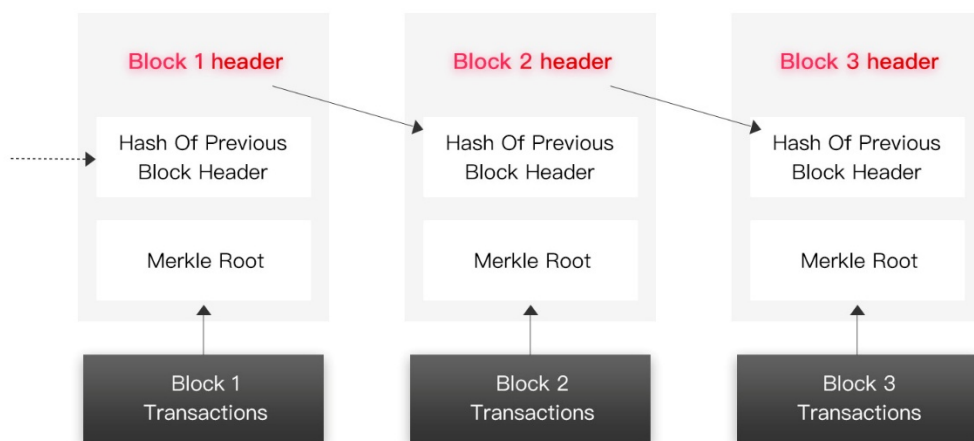 Block 1 header
Block 2 header
Block 3 header
Hash Of Previous
Block Header
Hash Of Previous
Block Header
Hash Of Previous
Block Header
Merkle Root
Merkle Root
Merkle Root
Block 1
Transactions
Block 2
Transactions
Block 3
Transactions